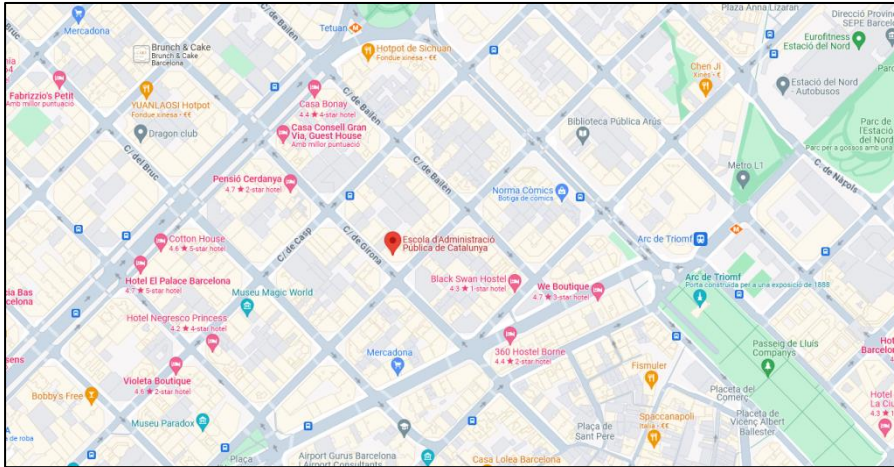 Mercadona
Brunch & Cake
Brunch & Cake
Barcelona
Tetuan
Hotpot de Sichuan
Fondue xinesa - €€
C/ de Bailèn
Plaza Anna Lizaran
Direcció Provinc
SEPE Barcel
Eurofitness
Estació del Nord
Fabrizzio's Petit
Amb millor puntuació
YUANLAOSI Hotpot
Fondue xinesa - €€
Dragon club
Casa Bonay
4.4 ★ 4-star hotel
Casa Consell Gran
Via, Guest House
Amb millor puntuació
C/ de Bailèn
Chen Ji
Xinès - €
Estació del Nord
- Autobusos
Biblioteca Pública Arús
Parc de
l'Estació
del Nord
Parc per a gossos amb una
C/ del Bruc
Pensió Cerdanya
4.7 ★ 2-star hotel
C/ de Bailèn
Norma Còmics
Botiga de còmics
Metro L1
C. de Nàpols
Cotton House
4.6 ★ 5-star hotel
C/ de Casp
C/ de Girona
Escola d'Administració
Pública de Catalunya
Arc de Triomf
Hotel El Palace Barcelona
4.7 ★ 5-star hotel
Museu Magic World
Black Swan Hostel
4.3 ★ 1-star hotel
We Boutique
4.7 ★ 3-star hotel
Arc de Triomf
Porta construïda per a una exposició de 1888
Hotel Negresco Princess
4.2 ★ 4-star hotel
360 Hostel Borne
4.4 ★ 2-star hotel
Passeig de Lluís
Companys
Violeta Boutique
4.6 ★ 2-star hotel
Mercadona
Fismuler
Bobby's Free
Museu Paradox
Placeta del
Comerç
Placeta de
Vicenç Albert
Ballester
Plaça de
Sant Pere
Spaccanapoli
Italià - €€
Plaça
Airport Gurus Barcelona
Airport Consultants
Casa Lolea Barcelona